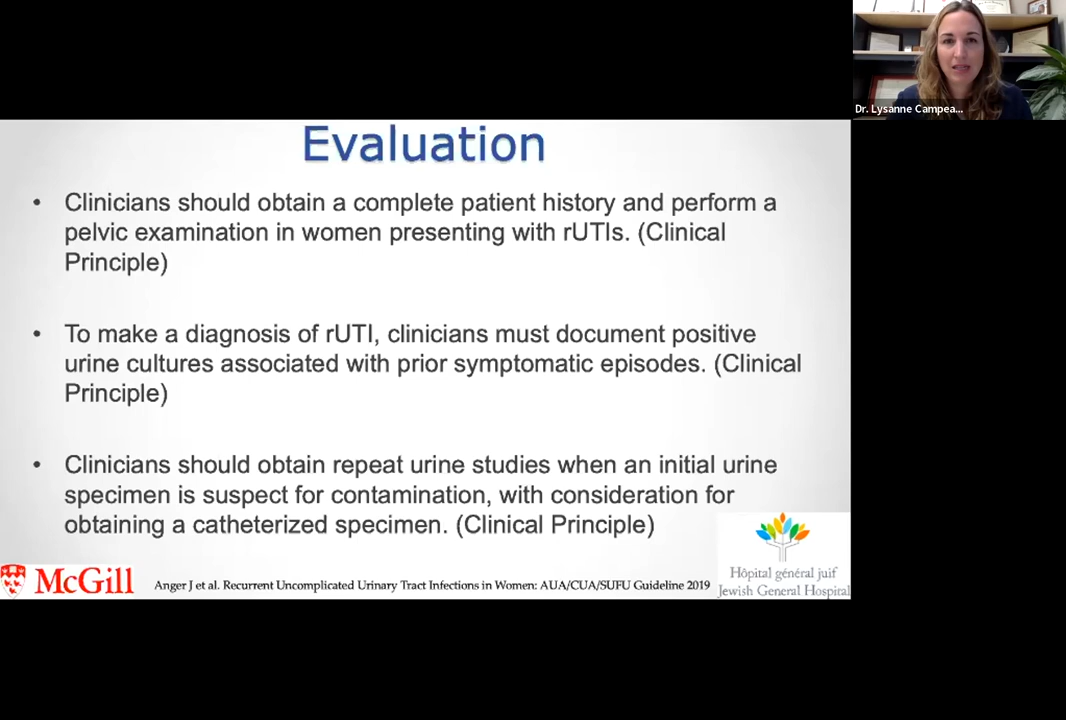 Dr. Lysanne Campea...
Evaluation
• Clinicians should obtain a complete patient history and perform a
pelvic examination in women presenting with rUTIs. (Clinical
Principle)
• To make a diagnosis of rUTI, clinicians must document positive
urine cultures associated with prior symptomatic episodes. (Clinical
Principle)
• Clinicians should obtain repeat urine studies when an initial urine
specimen is suspect for contamination, with consideration for
obtaining a catheterized specimen. (Clinical Principle)
McGill
Anger J et al. Recurrent Uncomplicated Urinary Tract Infections in Women: AUA/CUA/SUFU Guideline 2019
Hôpital général juif
Jewish General Hospital